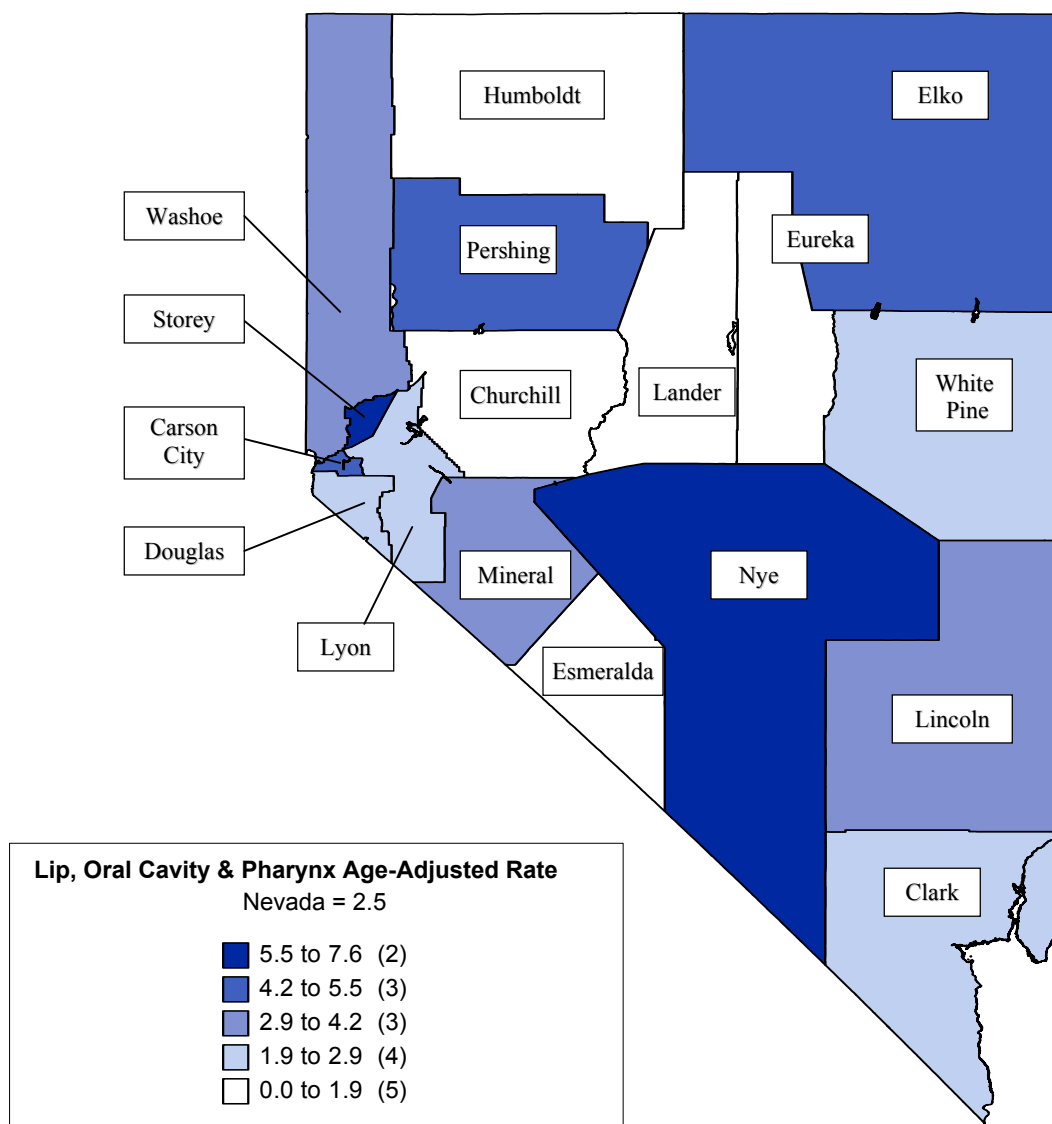 Humboldt
Elko
Washoe
Pershing
Eureka
Storey
Churchill
Lander
White
Pine
Carson
City
Douglas
Mineral
Nye
Lyon
Esmeralda
Lincoln
Clark
Lip, Oral Cavity & Pharynx Age-Adjusted Rate
Nevada = 2.5
5.5 to 7.6 (2)
4.2 to 5.5 (3)
2.9 to 4.2 (3)
1.9 to 2.9 (4)
0.0 to 1.9 (5)